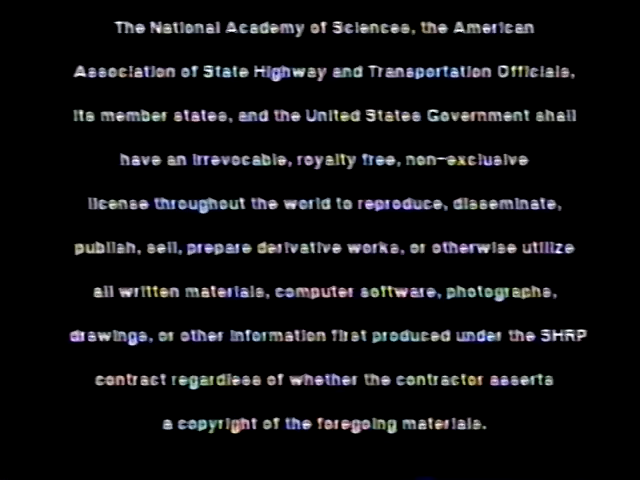 The National Academy of Sciences, the American
Association of State Highway and Transportation Officials,
its member states, and the United States Government shall
have an irrevocable, royalty free, non-exclusive
license throughout the world to reproduce, disseminate,
publish, sell, prepare derivative works, or otherwise utilize
all written materials, computer software, photographs,
drawings, or other information first produced under the SHRP
contract regardless of whether the contractor asserts
a copyright of the foregoing materials.